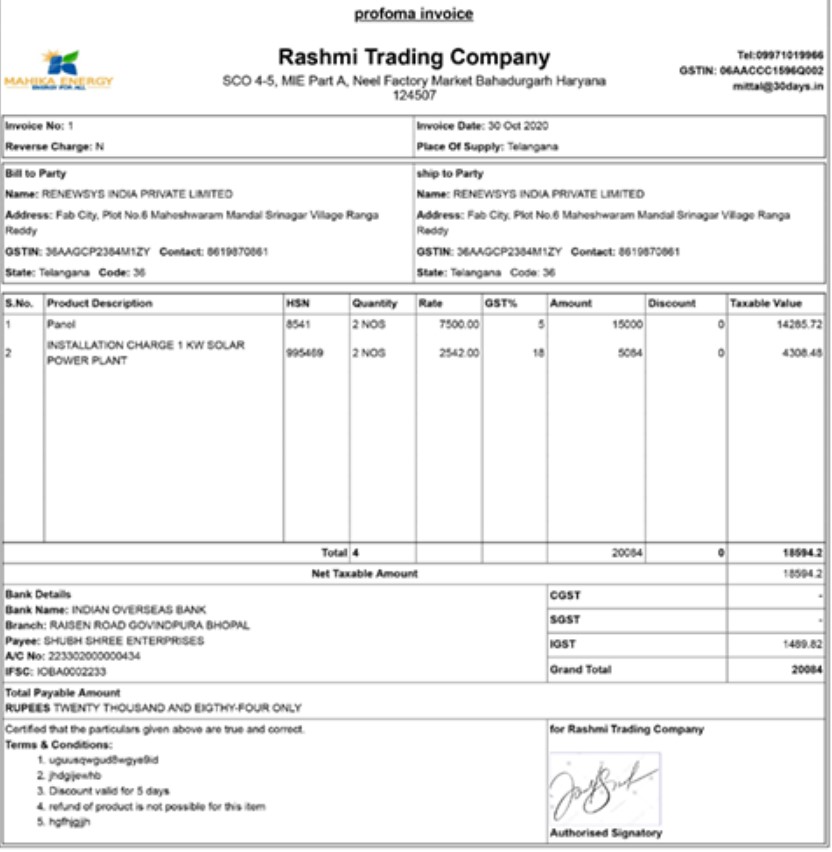 profoma invoice
MAHIKA ENERGY
ENERGY FOR ALL
Rashmi Trading Company
SCO 4-5, MIE Part A, Neel Factory Market Bahadurgarh Haryana
124507
Tel:09971019966
GSTIN: 06AACCC1596Q002
mittal@30days.in
Invoice No: 1
Reverse Charge: N
Invoice Date: 30 Oct 2020
Place Of Supply: Telangana
Bill to Party
Name: RENEWSYS INDIA PRIVATE LIMITED
Address: Fab City, Plot No.6 Maheshwaram Mandal Srinagar Village Ranga
Reddy
GSTIN: 36AAGCP2384M1ZY Contact: 8619870861
State: Telangana Code: 36
ship to Party
Name: RENEWSYS INDIA PRIVATE LIMITED
Address: Fab City, Plot No.6 Maheshwaram Mandal Srinagar Village Ranga
Reddy
GSTIN: 36AAGCP2384M1ZY Contact: 8619870861
State: Telangana Code: 36
S.No. Product Description HSN Quantity Rate GST% Amount Discount Taxable Value
1 Panel 8541 2 NOS 7500.00 5 15000 0 14285.72
2 INSTALLATION CHARGE 1 KW SOLAR POWER PLANT 995469 2 NOS 2542.00 18 5084 0 4308.48
Total 4 20084 0 18594.2
Net Taxable Amount 18594.2
Bank Details
Bank Name: INDIAN OVERSEAS BANK
Branch: RAISEN ROAD GOVINDPURA BHOPAL
Payee: SHUBH SHREE ENTERPRISES
A/C No: 223302000000434
IFSC: IOBA0002233
CGST -
SGST -
IGST 1489.82
Grand Total 20084
Total Payable Amount
RUPEES TWENTY THOUSAND AND EIGTHY-FOUR ONLY
Certified that the particulars given above are true and correct.
Terms & Conditions:
1. uguusqwgud8wgye9id
2. jhdgijewhb
3. Discount valid for 5 days
4. refund of product is not possible for this item
5. hgfhjgjjh
for Rashmi Trading Company
Authorised Signatory